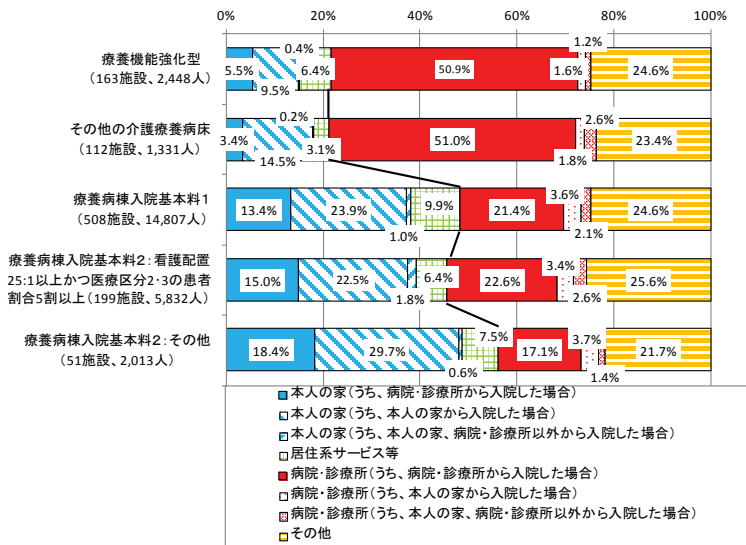 0% 20% 40% 60% 80% 100%
療養機能強化型
(163施設、2,448人)
5.5% 9.5% 0.4% 6.4% 50.9% 1.6% 1.2% 24.6%
その他の介護療養病床
(112施設、1,331人)
3.4% 14.5% 0.2% 3.1% 51.0% 1.8% 2.6% 23.4%
療養病棟入院基本料1
(508施設、14,807人)
13.4% 23.9% 1.0% 9.9% 21.4% 3.6% 2.1% 24.6%
療養病棟入院基本料2:看護配置
25:1以上かつ医療区分2・3の患者
割合5割以上(199施設、5,832人)
15.0% 22.5% 1.8% 6.4% 22.6% 3.4% 2.6% 25.6%
療養病棟入院基本料2:その他
(51施設、2,013人)
18.4% 29.7% 0.6% 7.5% 17.1% 3.7% 1.4% 21.7%
本人の家(うち、病院・診療所から入院した場合)
本人の家(うち、本人の家から入院した場合)
本人の家(うち、本人の家、病院・診療所以外から入院した場合)
居住系サービス等
病院・診療所(うち、病院・診療所から入院した場合)
病院・診療所(うち、本人の家から入院した場合)
病院・診療所(うち、本人の家、病院・診療所以外から入院した場合)
その他